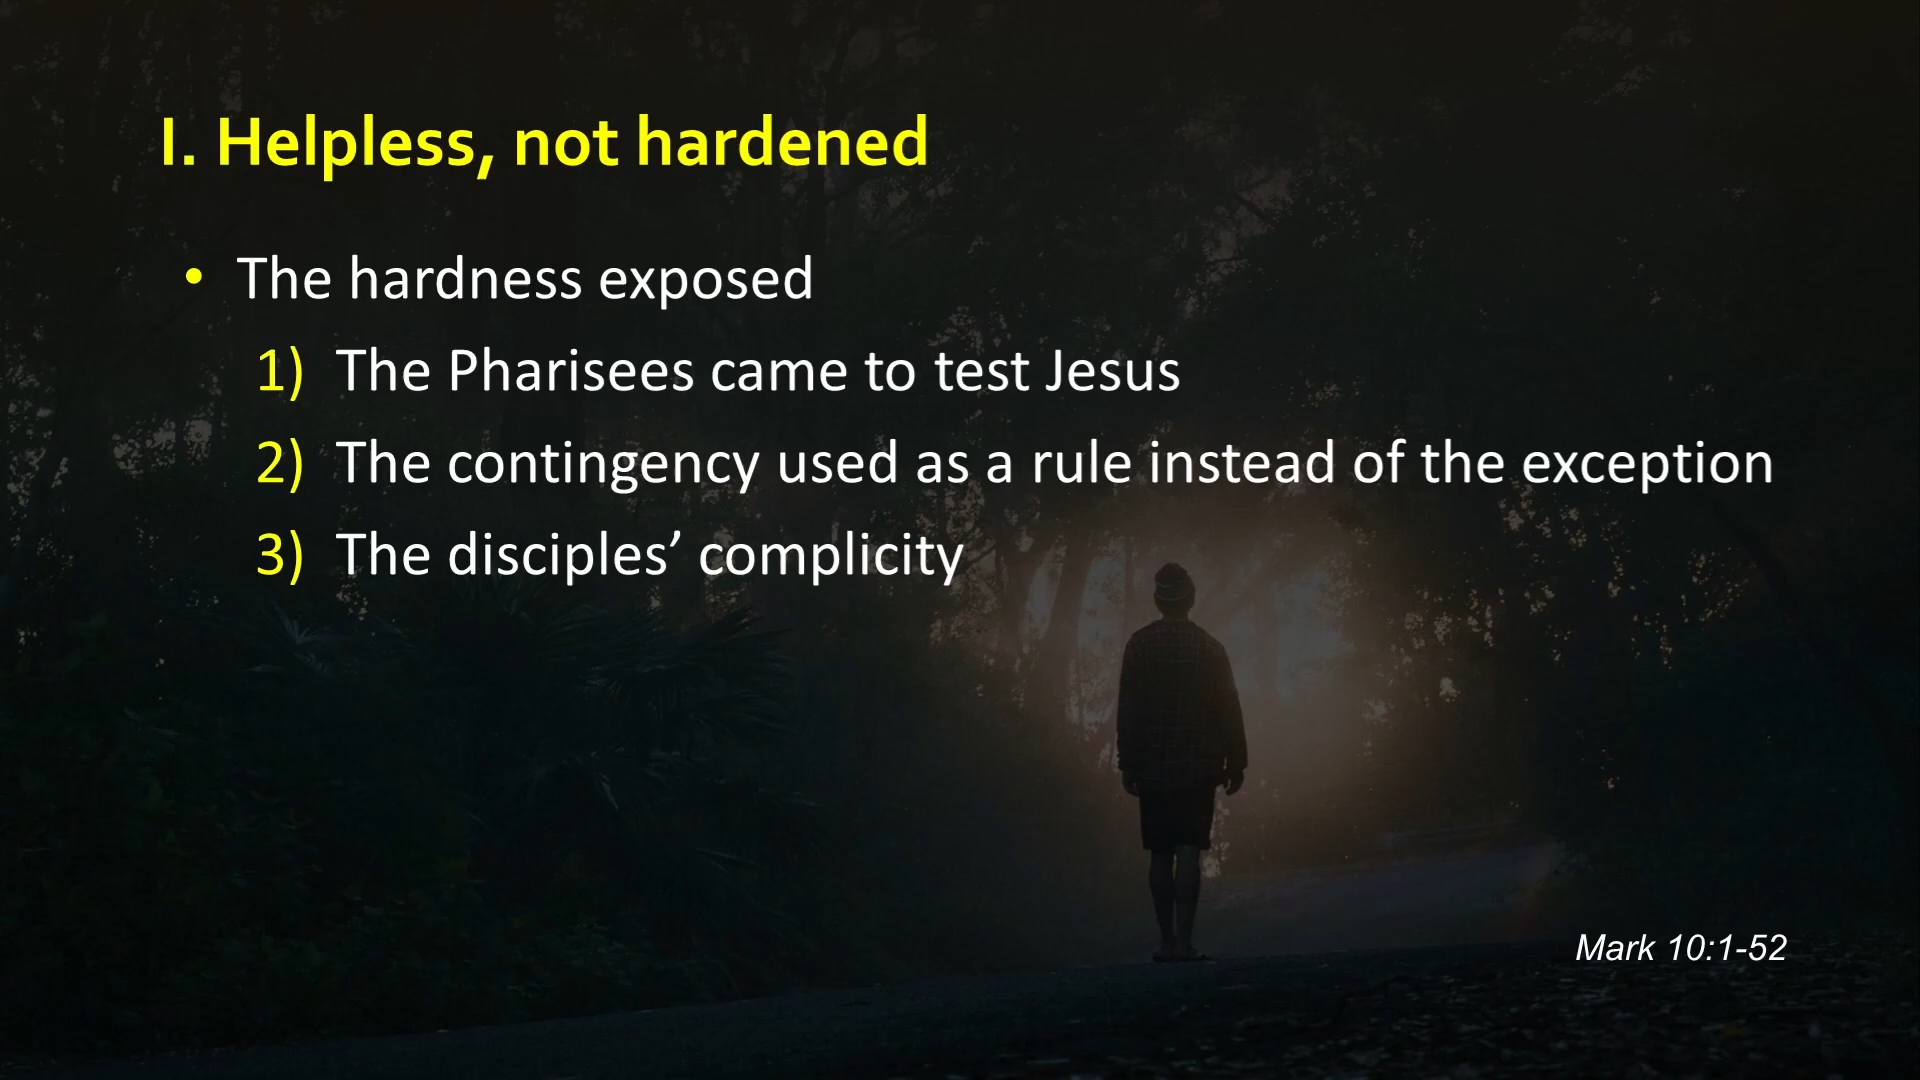 I. Helpless, not hardened
• The hardness exposed
1) The Pharisees came to test Jesus
2) The contingency used as a rule instead of the exception
3) The disciples’ complicity
Mark 10:1-52